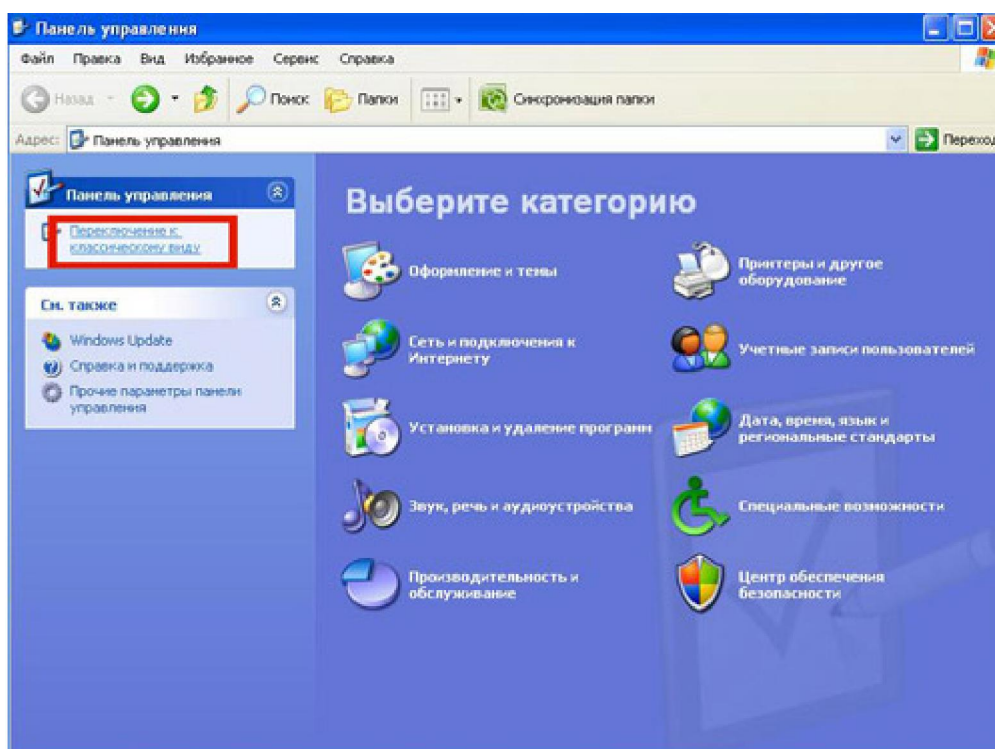 Панель управления
Файл Правка Вид Избранное Сервис Справка
Назад Поиск Папки Синхронизация папки
Адрес: Панель управления Переход
Панель управления
Переключение к
классическому виду
См. также
Windows Update
Справка и поддержка
Прочие параметры панели
управления
Выберите категорию
Оформление и темы
Принтеры и другое
оборудование
Сеть и подключения к
Интернету
Учетные записи пользователей
Установка и удаление программ
Дата, время, язык и
региональные стандарты
Звук, речь и аудиоустройства
Специальные возможности
Производительность и
обслуживание
Центр обеспечения
безопасности